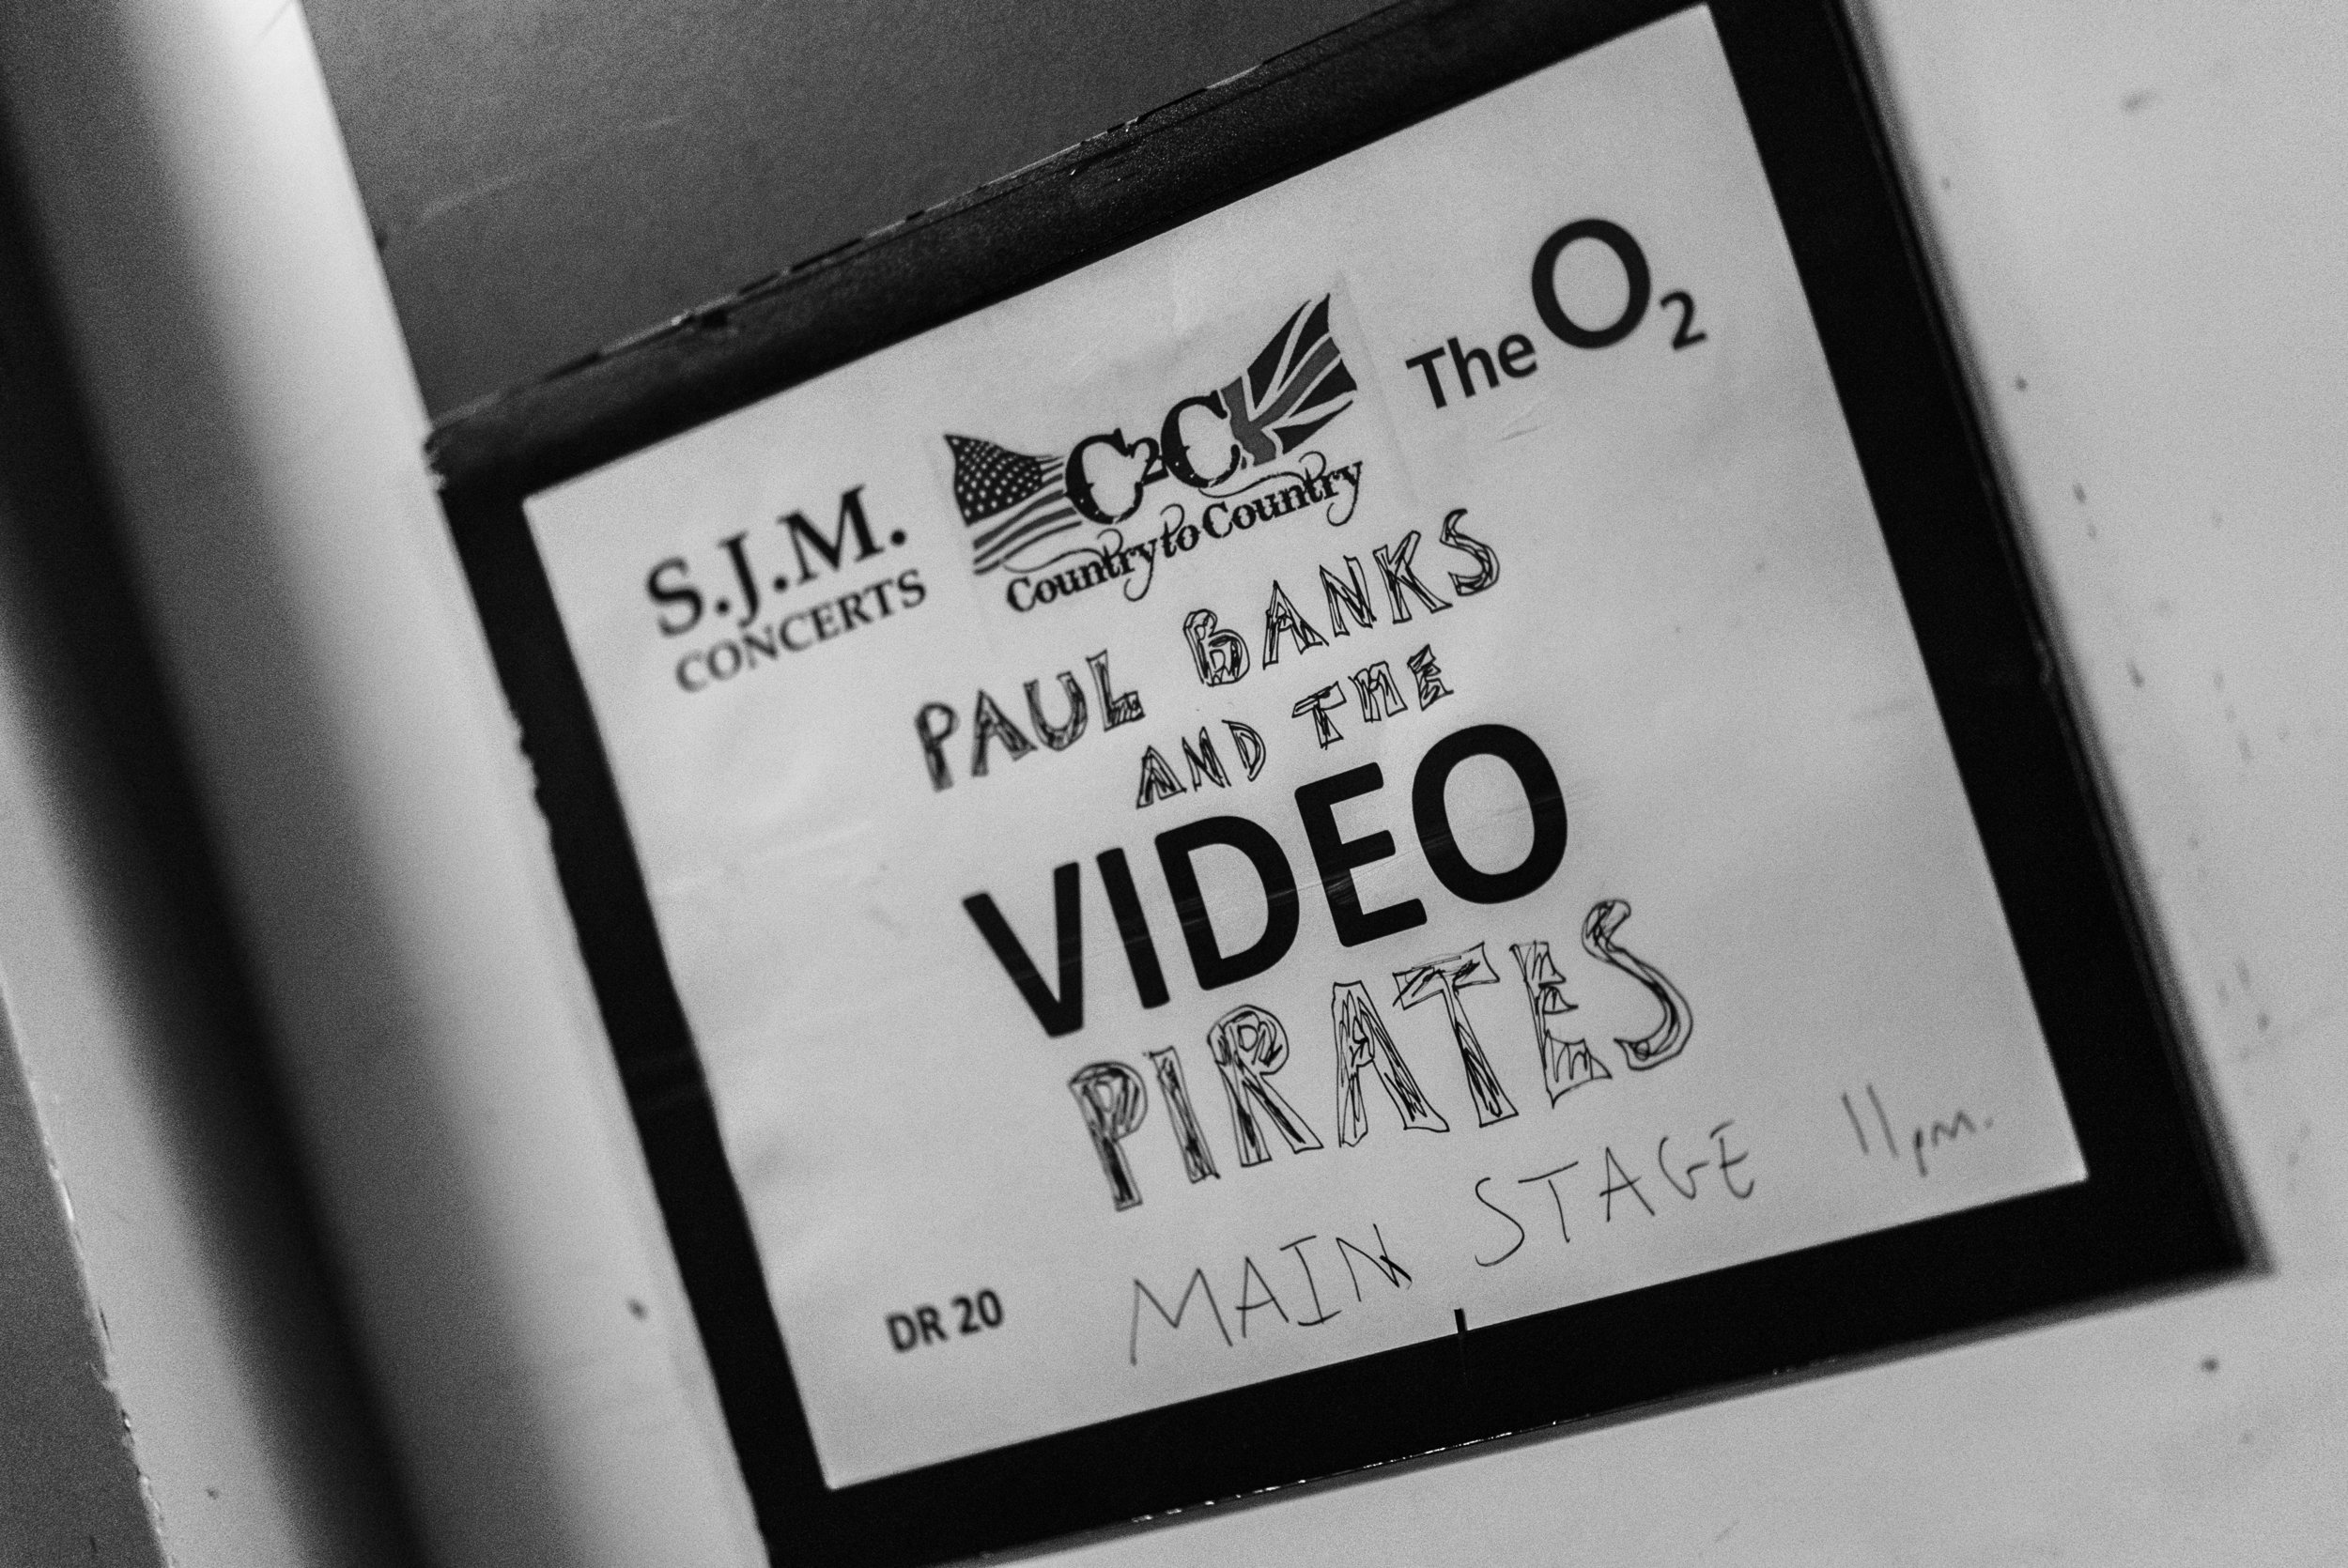 S.J.M.
CONCERTS
C2C
Country to Country
The O2
PAUL BANKS
AND THE
VIDEO
PIRATES
DR 20
MAIN STAGE 11pm.